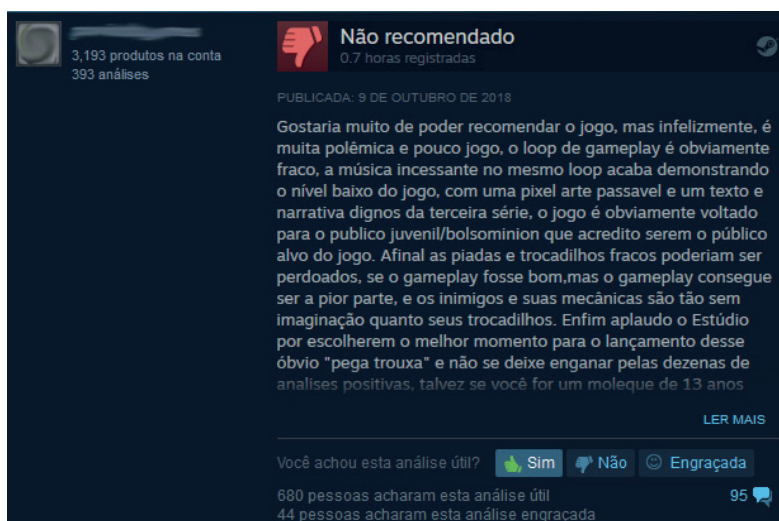 Não recomendado
0.7 horas registradas
3,193 produtos na conta
393 análises
PUBLICADA: 9 DE OUTUBRO DE 2018
Gostaria muito de poder recomendar o jogo, mas infelizmente, é
muita polêmica e pouco jogo, o loop de gameplay é obviamente
fraco, a música incessante no mesmo loop acaba demonstrando
o nível baixo do jogo, com uma pixel arte passavel e um texto e
narrativa dignos da terceira série, o jogo é obviamente voltado
para o publico juvenil/bolsominion que acredito serem o público
alvo do jogo. Afinal as piadas e trocadilhos fracos poderiam ser
perdoados, se o gameplay fosse bom,mas o gameplay consegue
ser a pior parte, e os inimigos e suas mecânicas são tão sem
imaginação quanto seus trocadilhos. Enfim aplaudo o Estúdio
por escolherem o melhor momento para o lançamento desse
óbvio "pega trouxa" e não se deixe enganar pelas dezenas de
analises positivas, talvez se você for um moleque de 13 anos
LER MAIS
Você achou esta análise útil? Sim Não Engraçada
680 pessoas acharam esta análise útil 95
44 pessoas acharam esta análise engraçada